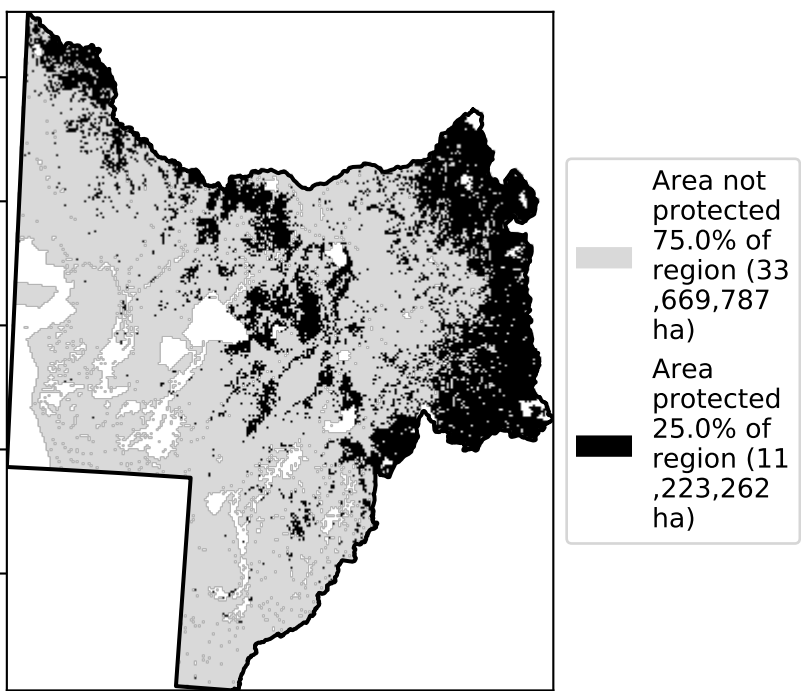 Area not
protected
75.0% of
region (33
,669,787
ha)
Area
protected
25.0% of
region (11
,223,262
ha)